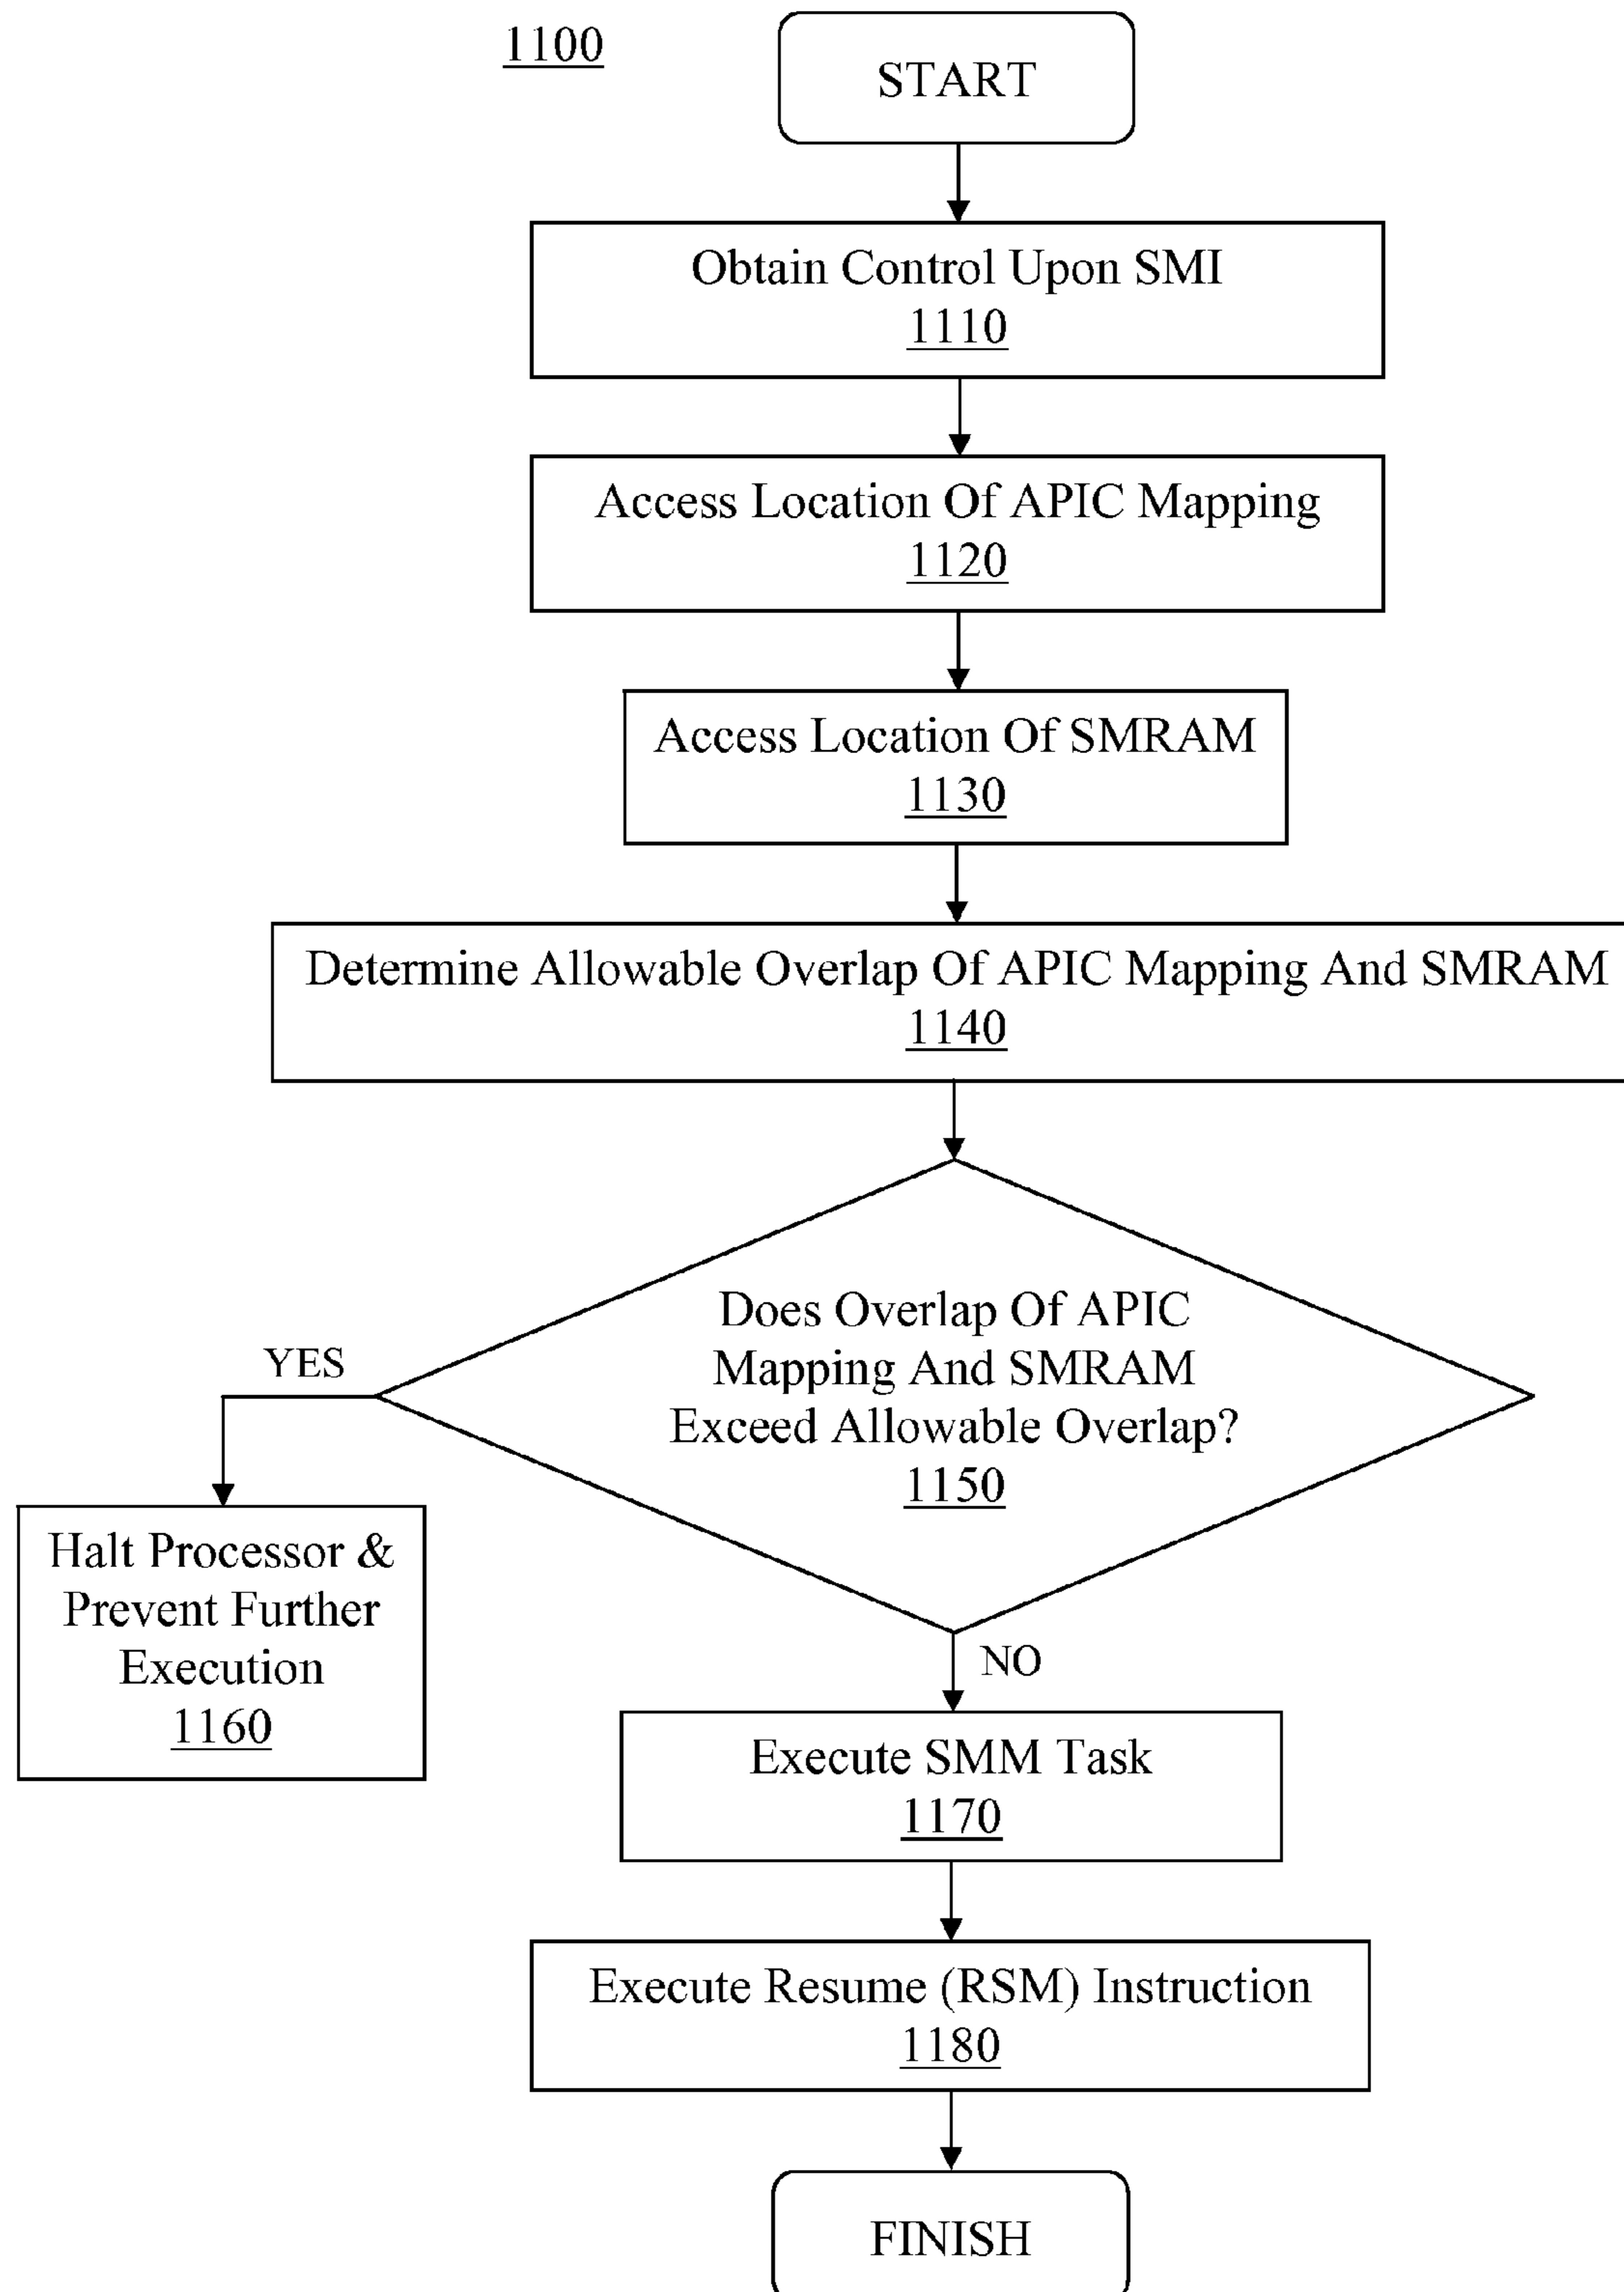 1100
START
Obtain Control Upon SMI
1110
Access Location Of APIC Mapping
1120
Access Location Of SMRAM
1130
Determine Allowable Overlap Of APIC Mapping And SMRAM
1140
Does Overlap Of APIC
Mapping And SMRAM
Exceed Allowable Overlap?
1150
YES
Halt Processor &
Prevent Further
Execution
1160
NO
Execute SMM Task
1170
Execute Resume (RSM) Instruction
1180
FINISH